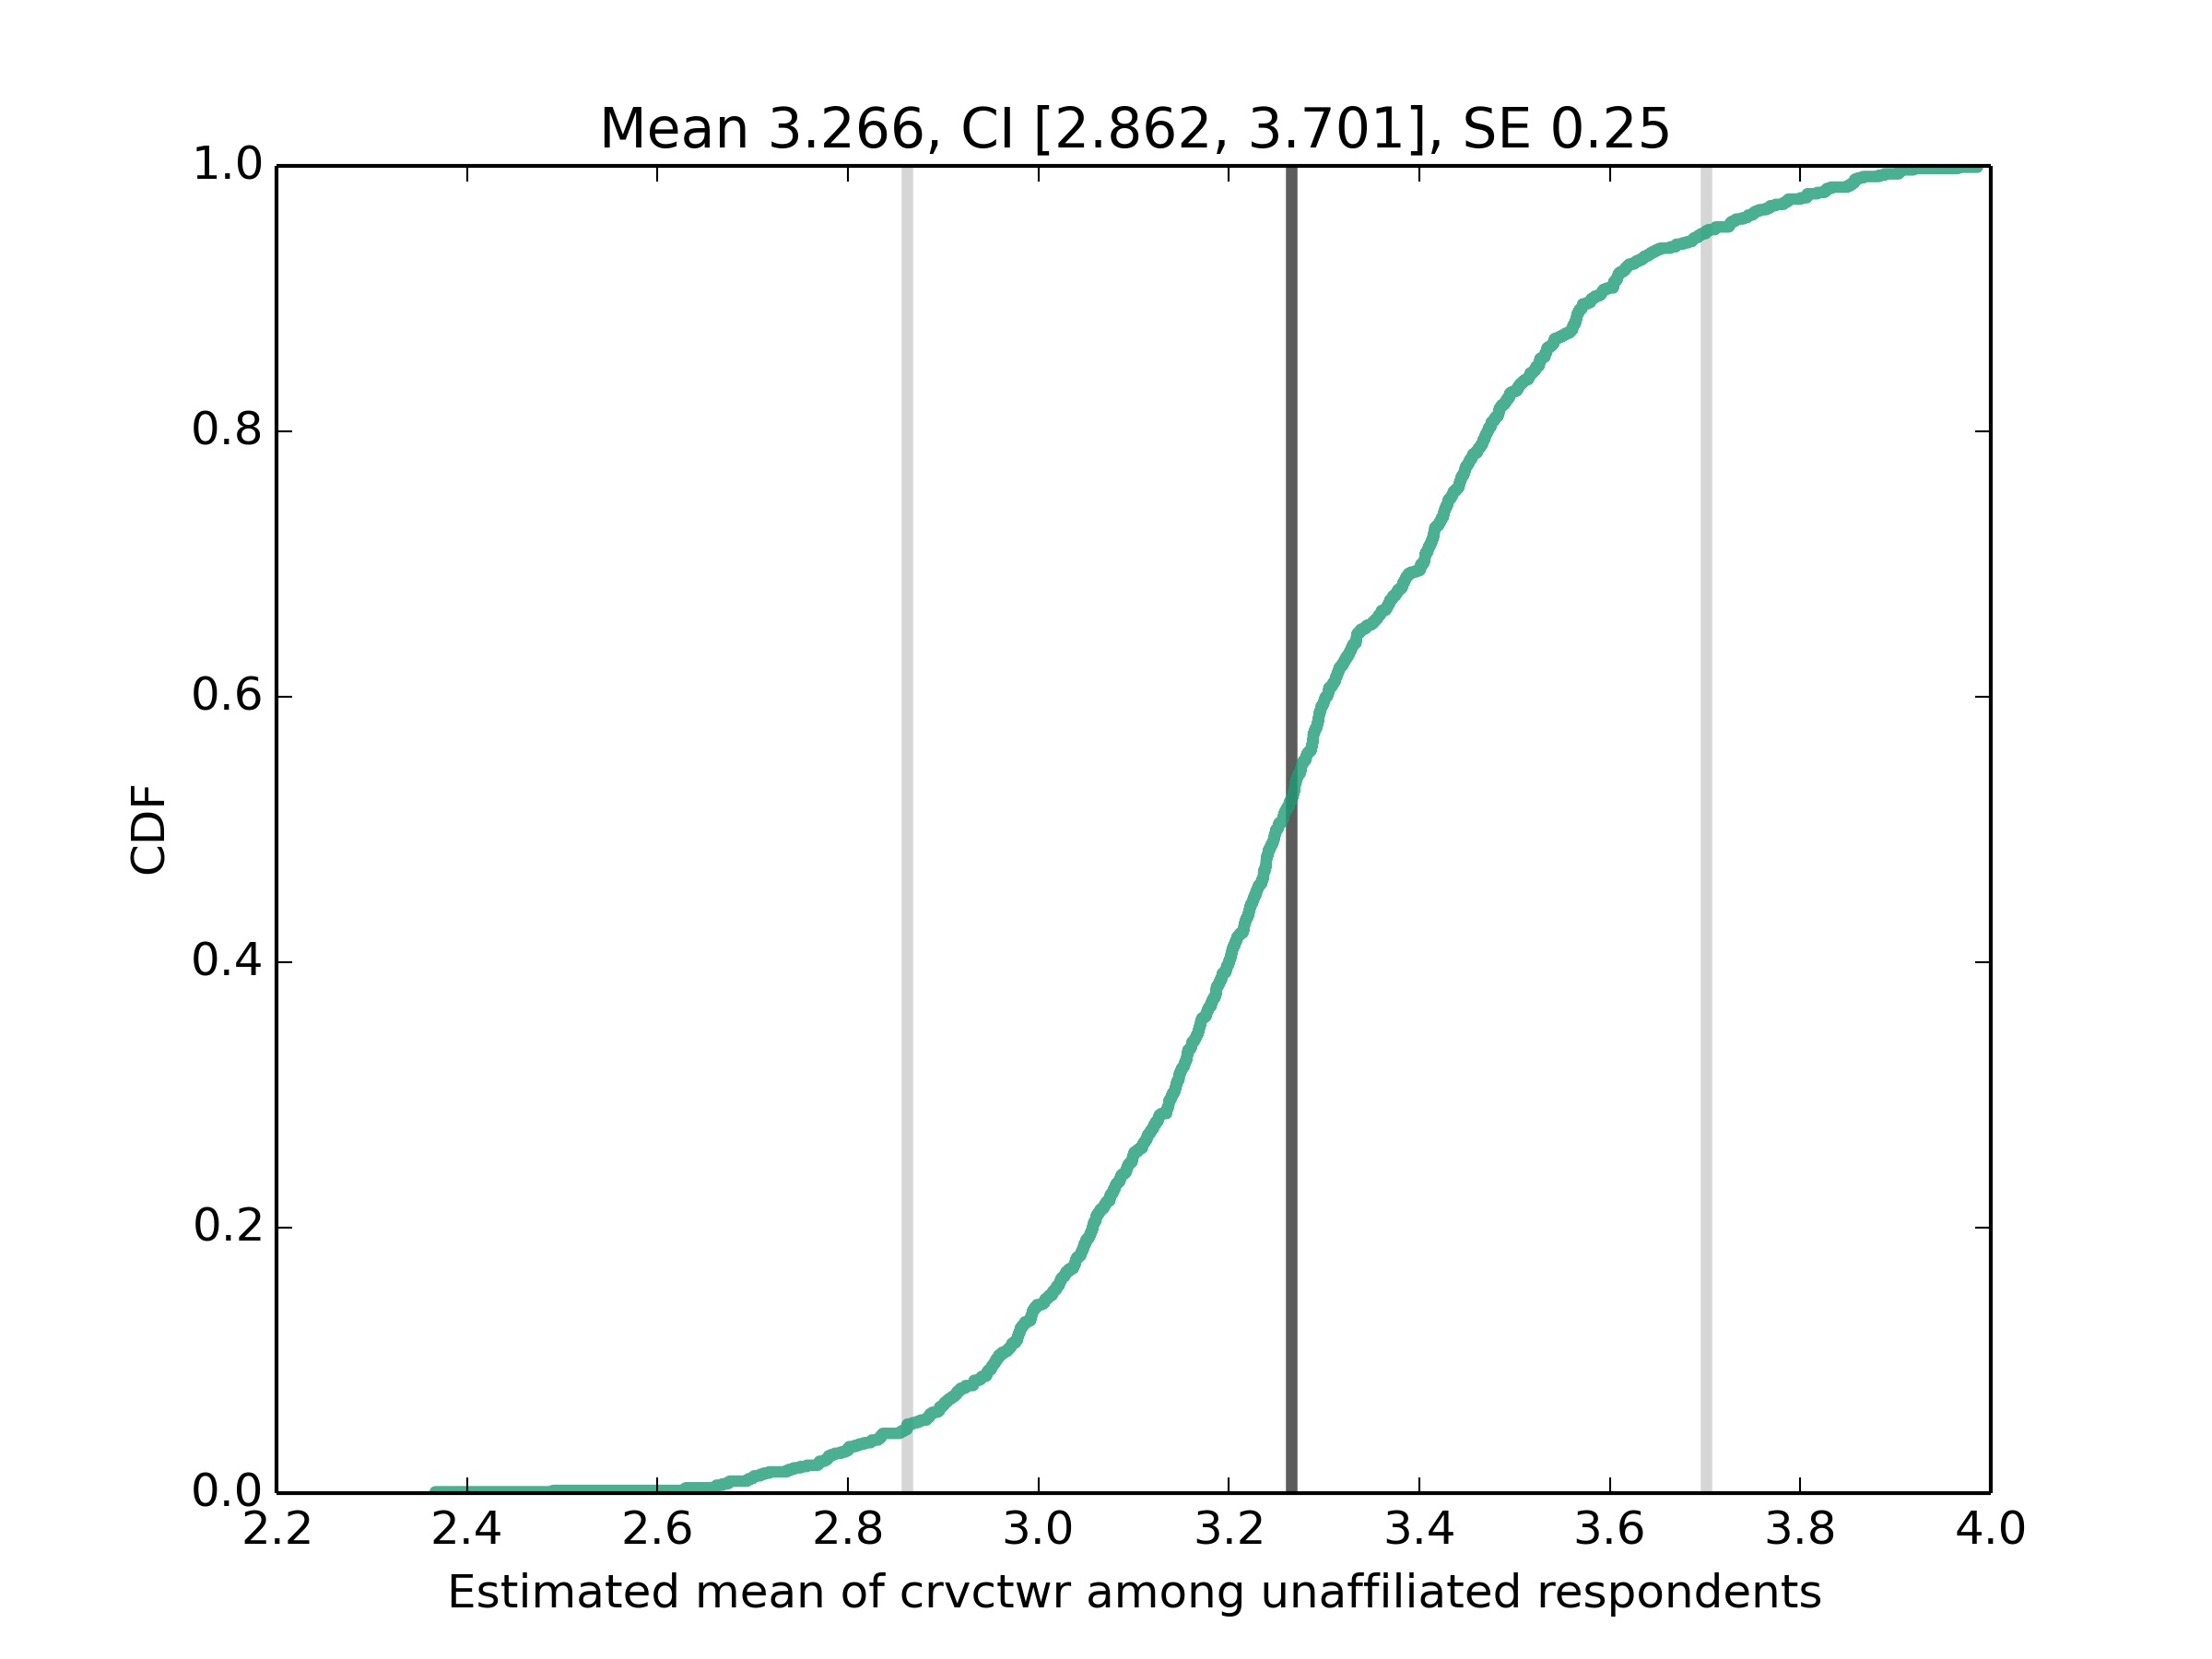 Mean 3.266, CI [2.862, 3.701], SE 0.25
1.0
0.8
0.6
0.4
0.2
0.0
CDF
2.2 2.4 2.6 2.8 3.0 3.2 3.4 3.6 3.8 4.0
Estimated mean of crvctwr among unaffiliated respondents